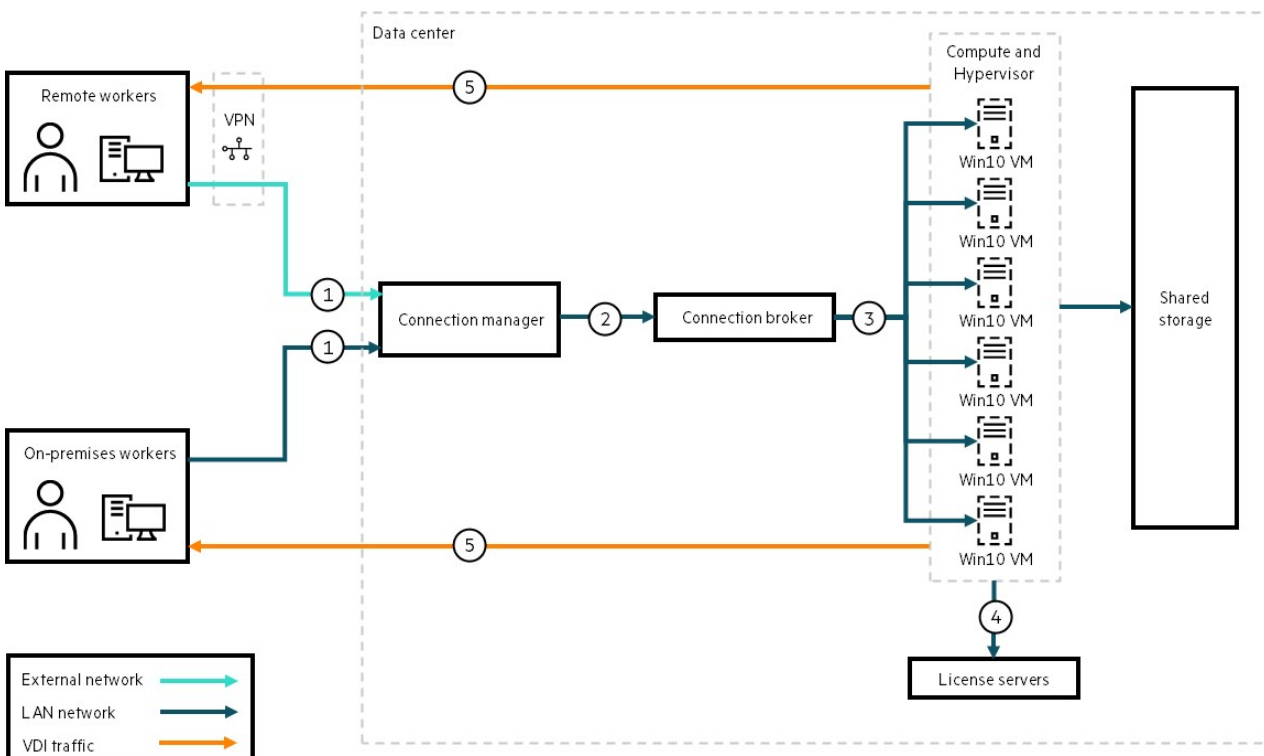 Data center
Compute and
Hypervisor
Remote workers
VPN
5
Win10 VM
Win10 VM
1
Connection manager
2
Connection broker
3
Win10 VM
Shared
storage
1
Win10 VM
On-premises workers
Win10 VM
5
Win10 VM
4
License servers
External network
LAN network
VDI traffic